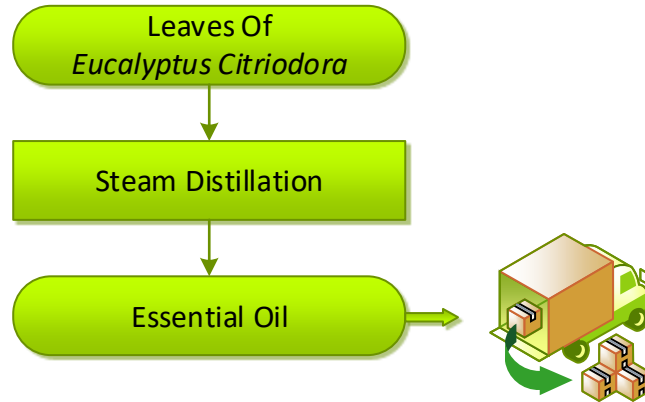 Leaves Of
Eucalyptus Citriodora
Steam Distillation
Essential Oil